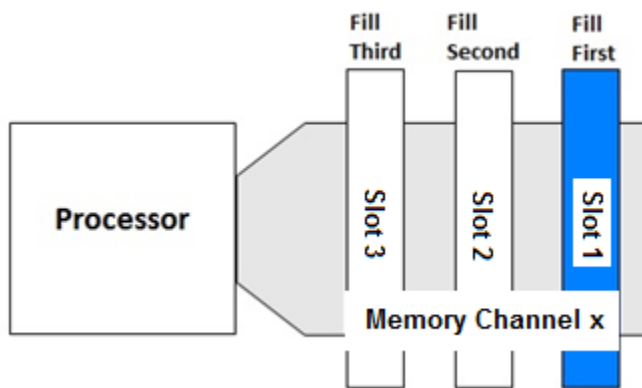 Fill
Third
Fill
Second
Fill
First
Processor
Slot 3
Slot 2
Slot 1
Memory Channel x